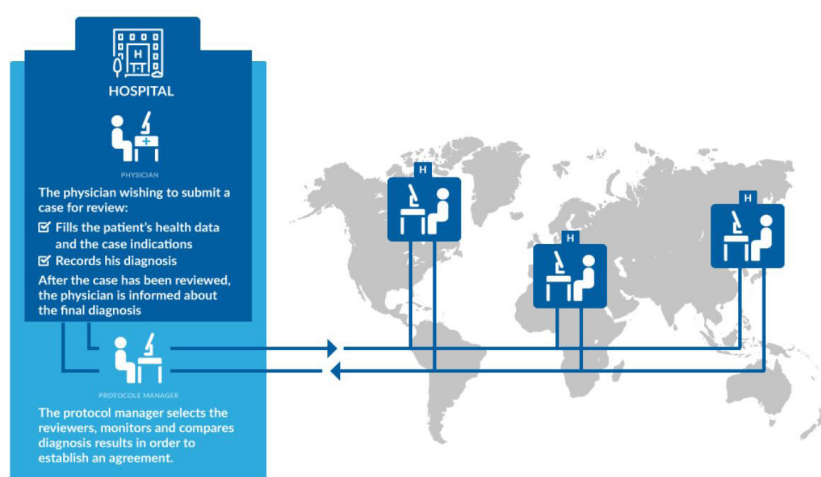 H
HOSPITAL
PHYSICIAN
The physician wishing to submit a
case for review:
Fills the patient's health data
and the case indications
Records his diagnosis
After the case has been reviewed,
the physician is informed about
the final diagnosis
PROTOCOLE MANAGER
The protocol manager selects the
reviewers, monitors and compares
diagnosis results in order to
establish an agreement.
H
H
H